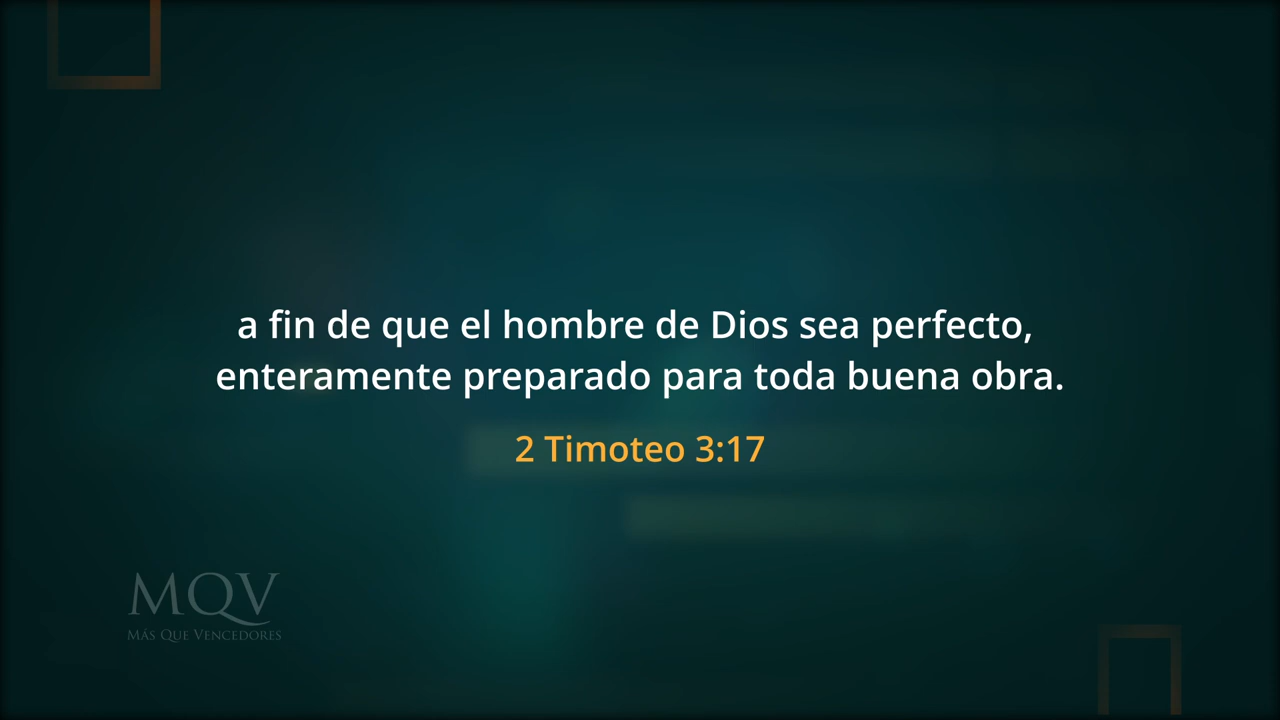 a fin de que el hombre de Dios sea perfecto,
enteramente preparado para toda buena obra.
2 Timoteo 3:17
MQV
MÁS QUE VENCEDORES